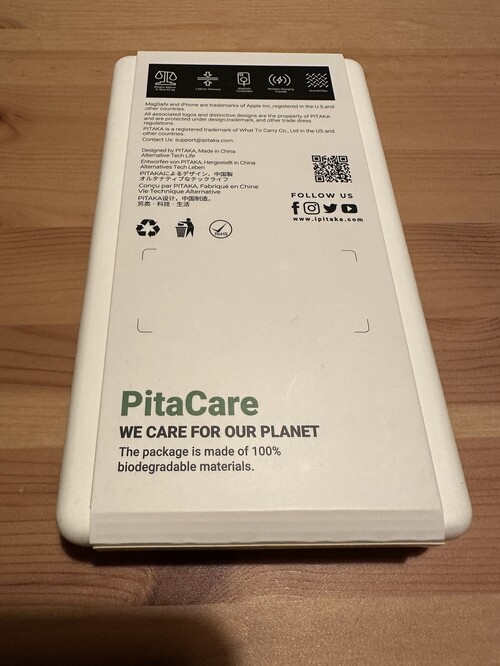 MagSafe and iPhone are trademarks of Apple Inc.,registered in the U.S.and
other countries.
All associated logos and distinctive designs are the propoerty of PITAKA,
and are protected under design,trademark, and other trade dress
regulations
PITAKA is a registered trademark of What To Carry Co., Ltd in the US and
other countries.
Contact Us: support@ipitaka.com.
Designed by PITAKA, Made in China
Alternative Tech Life
Entworfen von PITAKA, Hergestellt in China
Alternatives Tech Leben
PITAKAによるデザイン、中国製
オルタナティブなテックライフ
Conçu par PITAKA, Fabriqué en Chine
Vie Technique Alternative
PITAKA设计，中国制造，
另类·科技·生活
FOLLOW US
www.ipitaka.com
RoHS
PitaCare
WE CARE FOR OUR PLANET
The package is made of 100%
biodegradable materials.